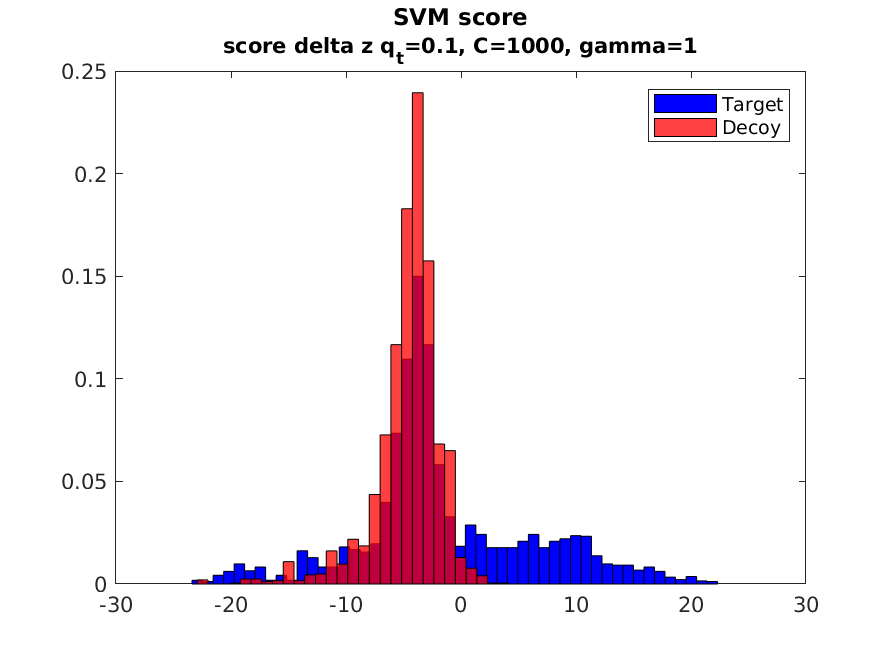 SVM score
score delta z q_t=0.1, C=1000, gamma=1
0.25
0.2
0.15
0.1
0.05
0
-30 -20 -10 0 10 20 30
Target
Decoy